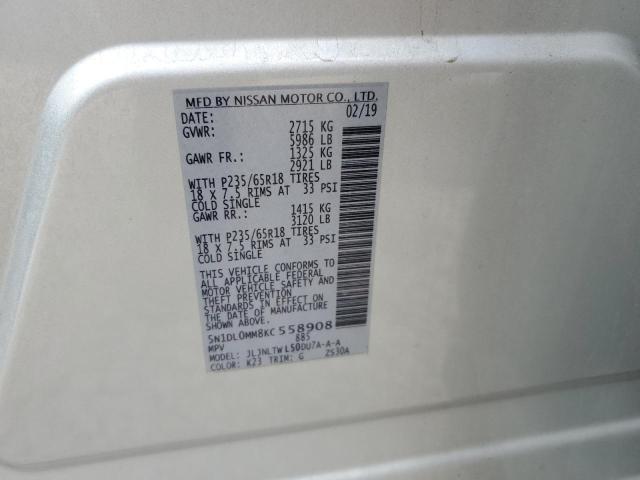 MFD BY NISSAN MOTOR CO., LTD.
DATE: 02/19
GVWR: 2715 KG
5986 LB
GAWR FR.: 1325 KG
2921 LB
WITH P235/65R18 TIRES
18 X 7.5 RIMS AT 33 PSI
COLD SINGLE
GAWR RR.: 1415 KG
3120 LB
WITH P235/65R18 TIRES
18 X 7.5 RIMS AT 33 PSI
COLD SINGLE
THIS VEHICLE CONFORMS TO
ALL APPLICABLE FEDERAL
MOTOR VEHICLE SAFETY AND
THEFT PREVENTION
STANDARDS IN EFFECT ON
THE DATE OF MANUFACTURE
5N1DL0MM8KC558908
MPV 885
MODEL: JLJNLTWL50DU7A-A-A
COLOR: K23 TRIM: G ZS30A